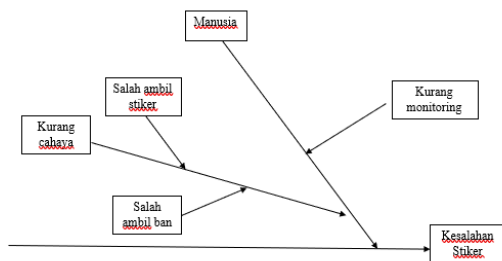 Manusia
Salah ambil
stiker
Kurang
monitoring
Kurang
cahaya
Salah
ambil ban
Kesalahan
Stiker